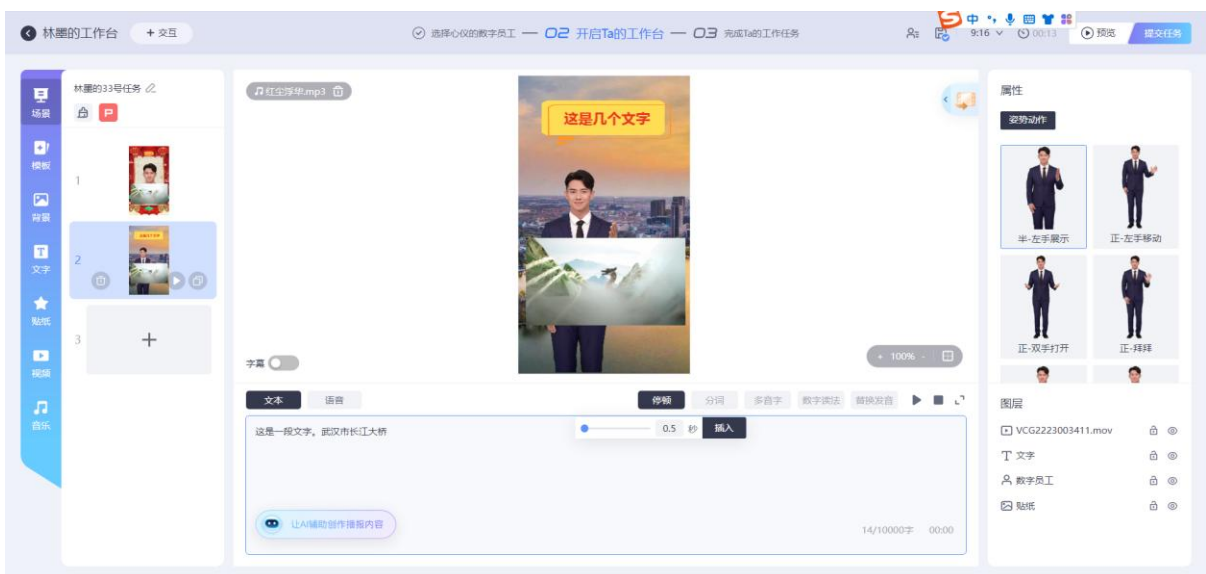 林墨的工作台
+ 交互
选择心仪的数字员工 — 02 开启Ta的工作台 — 03 完成Ta的工作任务
中
9:16
00:13
预览
提交任务
场景
模板
背景
文字
贴纸
视频
音乐
林墨的33号任务
P
1
2
3
红尘浮华.mp3
这是几个文字
字幕
+ 100% -
文本
语音
停顿
分词
多音字
数字读法
替换发音
0.5 秒 插入
这是一段文字，武汉市长江大桥
让AI辅助创作播报内容
14/10000字 00:00
属性
姿势动作
半-左手展示
正-左手移动
正-双手打开
正-拜拜
图层
VCG2223003411.mov
T 文字
数字员工
贴纸